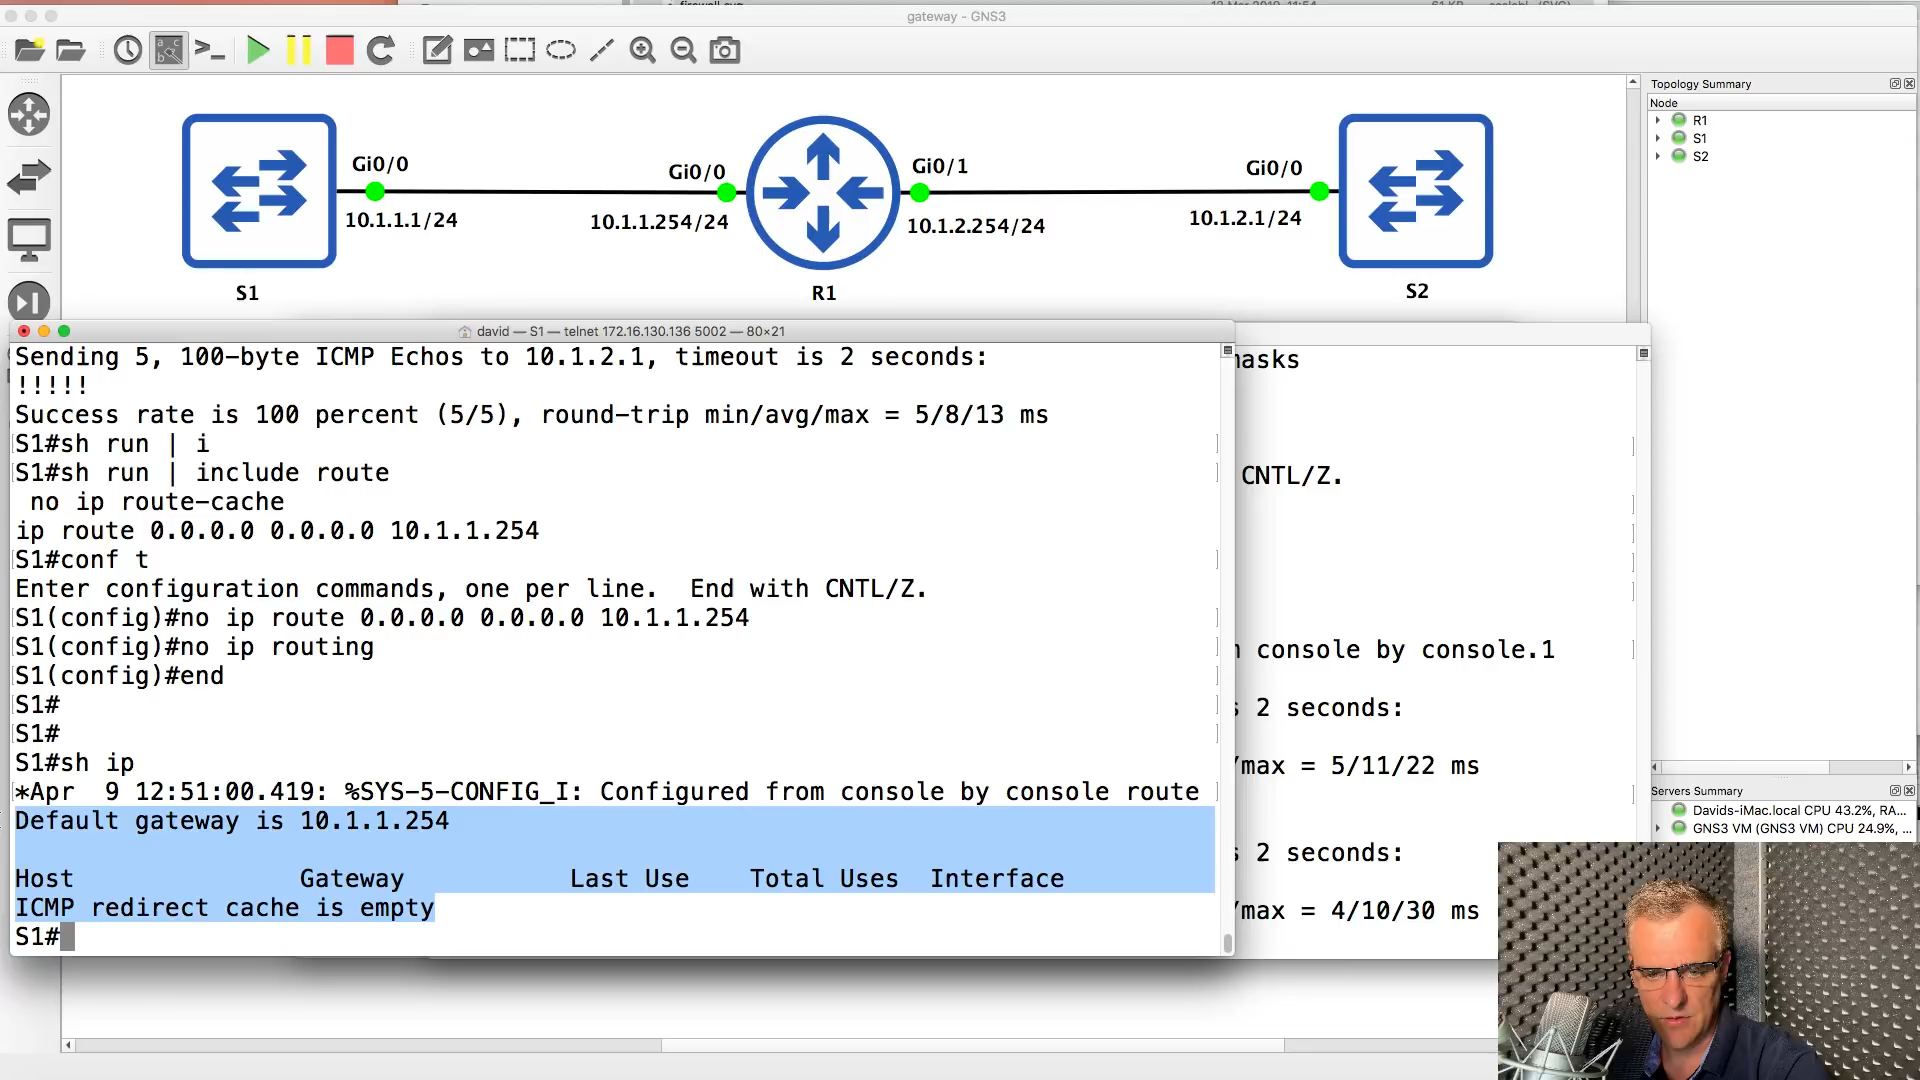 gateway - GNS3
Topology Summary
Node
R1
S1
S2
Gi0/0
10.1.1.1/24
S1
Gi0/0
10.1.1.254/24
R1
Gi0/1
10.1.2.254/24
Gi0/0
10.1.2.1/24
S2
david — S1 — telnet 172.16.130.136 5002 — 80×21
Sending 5, 100-byte ICMP Echos to 10.1.2.1, timeout is 2 seconds:
!!!!!
Success rate is 100 percent (5/5), round-trip min/avg/max = 5/8/13 ms
S1#sh run | i
S1#sh run | include route
 no ip route-cache
ip route 0.0.0.0 0.0.0.0 10.1.1.254
S1#conf t
Enter configuration commands, one per line.  End with CNTL/Z.
S1(config)#no ip route 0.0.0.0 0.0.0.0 10.1.1.254
S1(config)#no ip routing
S1(config)#end
S1#
S1#
S1#sh ip
*Apr  9 12:51:00.419: %SYS-5-CONFIG_I: Configured from console by console route
Default gateway is 10.1.1.254
Host               Gateway           Last Use    Total Uses  Interface
ICMP redirect cache is empty
S1#
masks
CNTL/Z.
console by console.1
2 seconds:
/max = 5/11/22 ms
2 seconds:
/max = 4/10/30 ms
Servers Summary
Davids-iMac.local CPU 43.2%, RA...
GNS3 VM (GNS3 VM) CPU 24.9%, ...